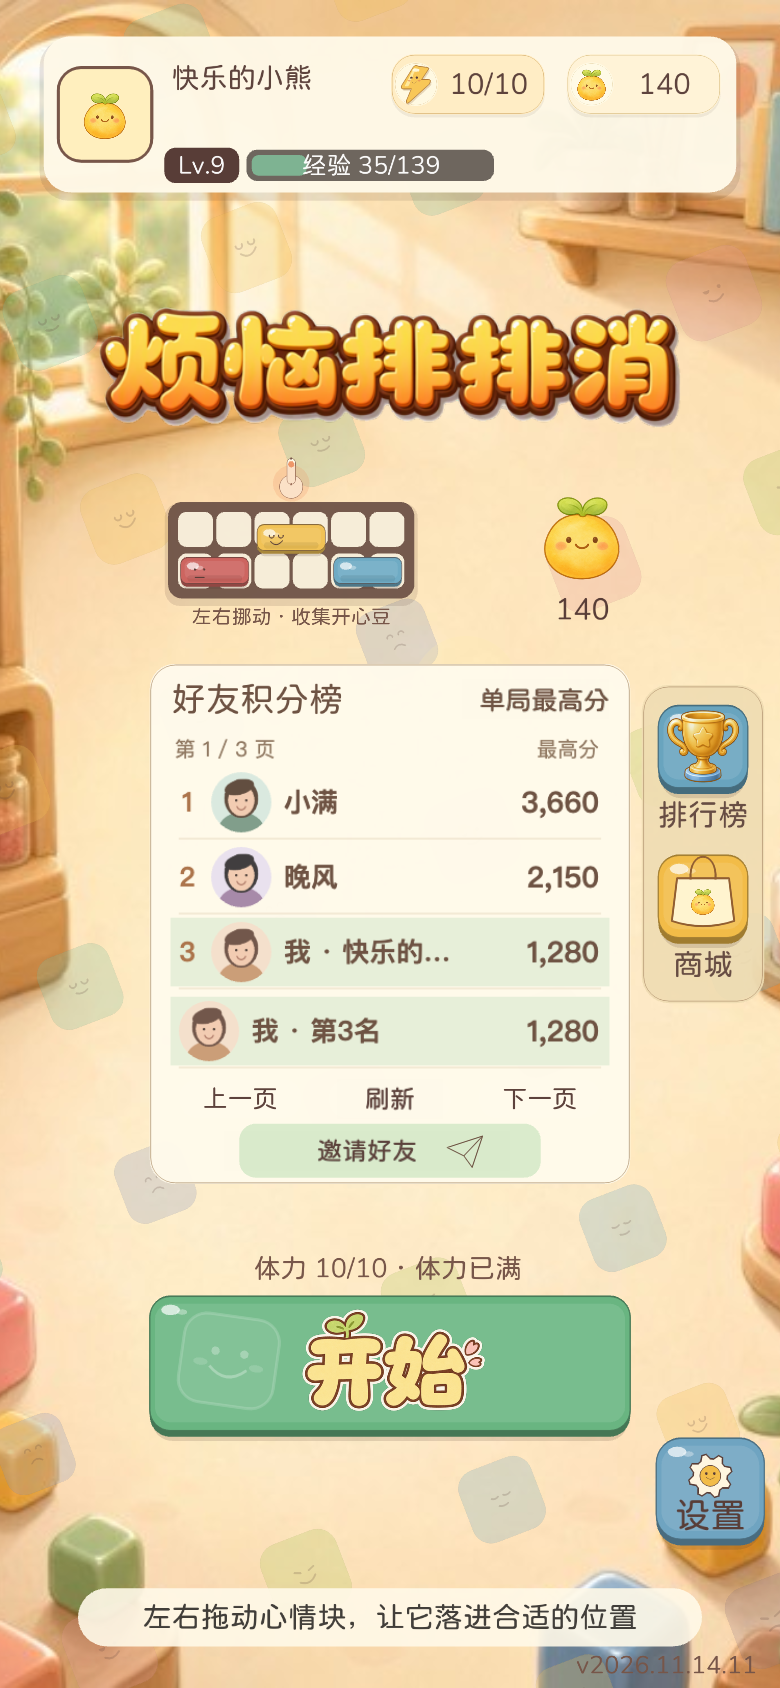 快乐的小熊
10/10
140
Lv.9
经验 35/139
烦恼排排消
左右挪动 · 收集开心豆
140
好友积分榜
单局最高分
第 1 / 3 页
最高分
1 小满 3,660
2 晚风 2,150
3 我 · 快乐的... 1,280
我 · 第3名 1,280
上一页 刷新 下一页
邀请好友
排行榜
商城
体力 10/10 · 体力已满
开始
设置
左右拖动心情块，让它落进合适的位置
v2026.11.14.11